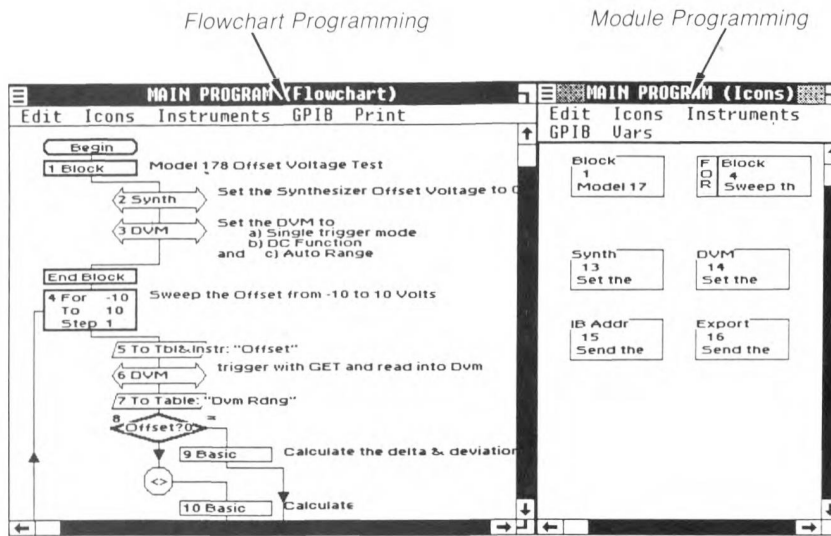 Flowchart Programming
Module Programming
MAIN PROGRAM (Flowchart)
Edit Icons Instruments GPIB Print
Begin
1 Block Model 178 Offset Voltage Test
2 Synth Set the Synthesizer Offset Voltage to 0
3 DVM Set the DVM to
a) Single trigger mode
b) DC Function
and c) Auto Range
End Block
4 For -10 Sweep the Offset from -10 to 10 Volts
To 10
Step 1
5 To Tbl&Instr: "Offset"
6 DVM trigger with GET and read into Dvm
7 To Table: "Dvm Rdng"
8 =
Offset?0
9 Basic Calculate the delta & deviation
<>
10 Basic Calculate
MAIN PROGRAM (Icons)
Edit Icons Instruments
GPIB Vars
Block
1
Model 17
FOR Block
4
Sweep th
Synth
13
Set the
DVM
14
Set the
IB Addr
15
Send the
Export
16
Send the